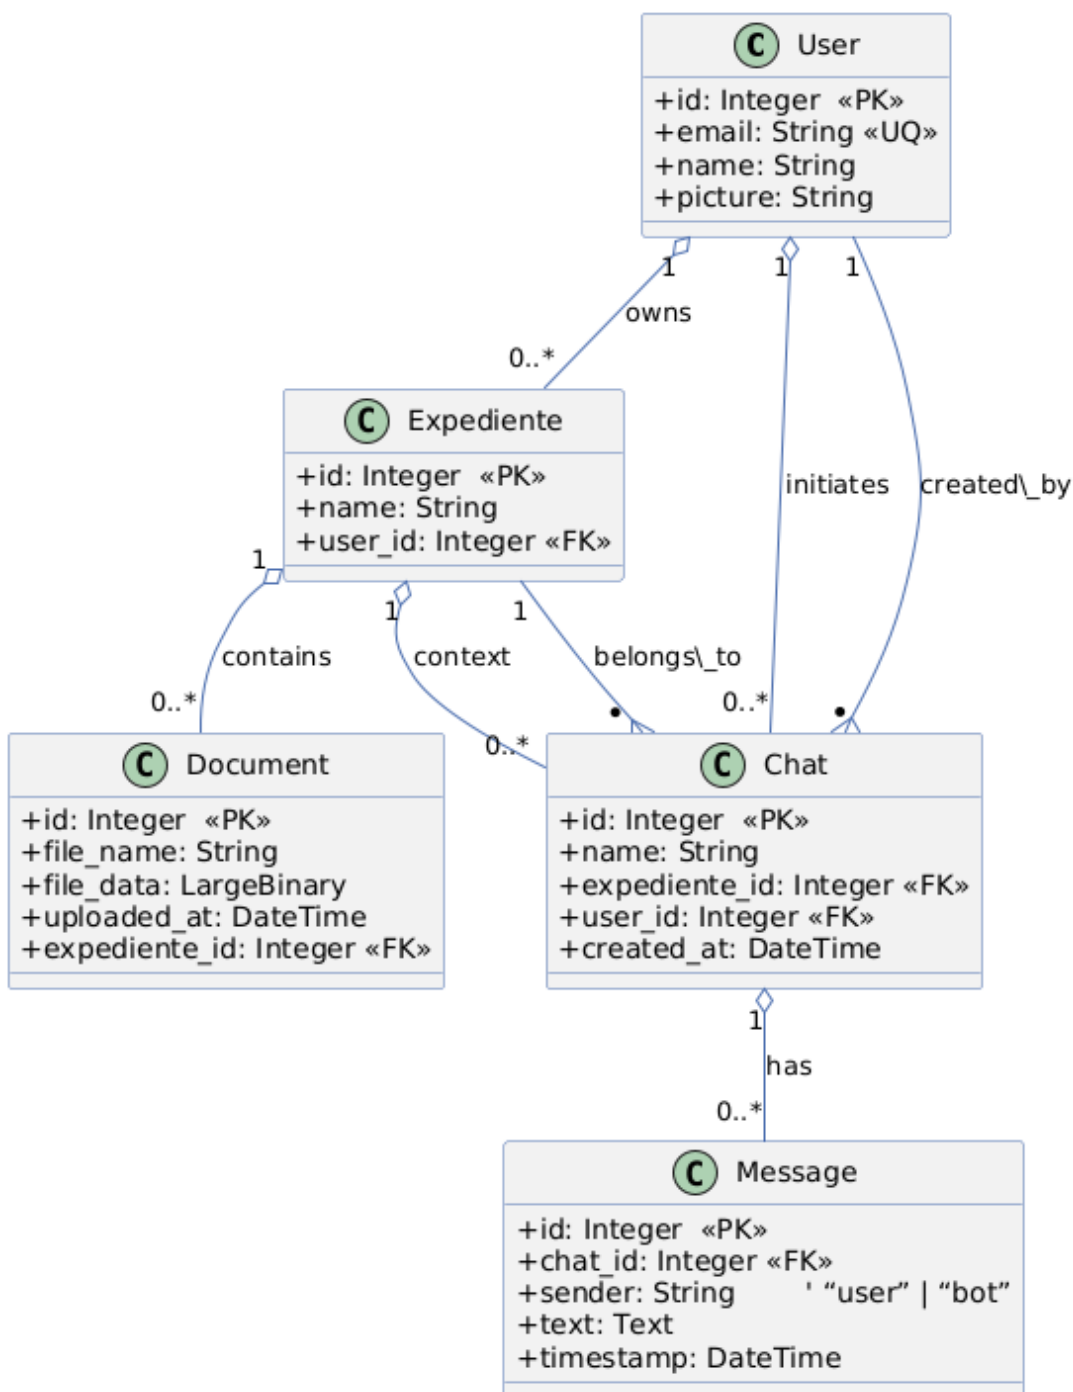 C User
+id: Integer «PK»
+email: String «UQ»
+name: String
+picture: String
1
1
1
owns
0..*
C Expediente
+id: Integer «PK»
+name: String
+user_id: Integer «FK»
initiates
created\_by
1
1
1
contains
context
belongs\_to
0..*
0..*
•
0..*
•
C Document
+id: Integer «PK»
+file_name: String
+file_data: LargeBinary
+uploaded_at: DateTime
+expediente_id: Integer «FK»
C Chat
+id: Integer «PK»
+name: String
+expediente_id: Integer «FK»
+user_id: Integer «FK»
+created_at: DateTime
1
has
0..*
C Message
+id: Integer «PK»
+chat_id: Integer «FK»
+sender: String ' “user” | “bot”
+text: Text
+timestamp: DateTime